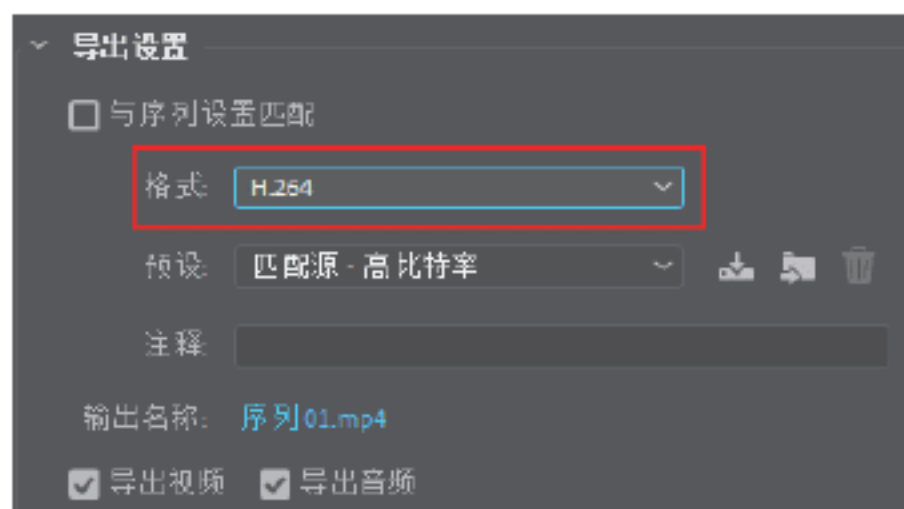 导出设置
与序列设置匹配
格式: H.264
预设: 匹配源 - 高比特率
注释:
输出名称: 序列01.mp4
导出视频 导出音频